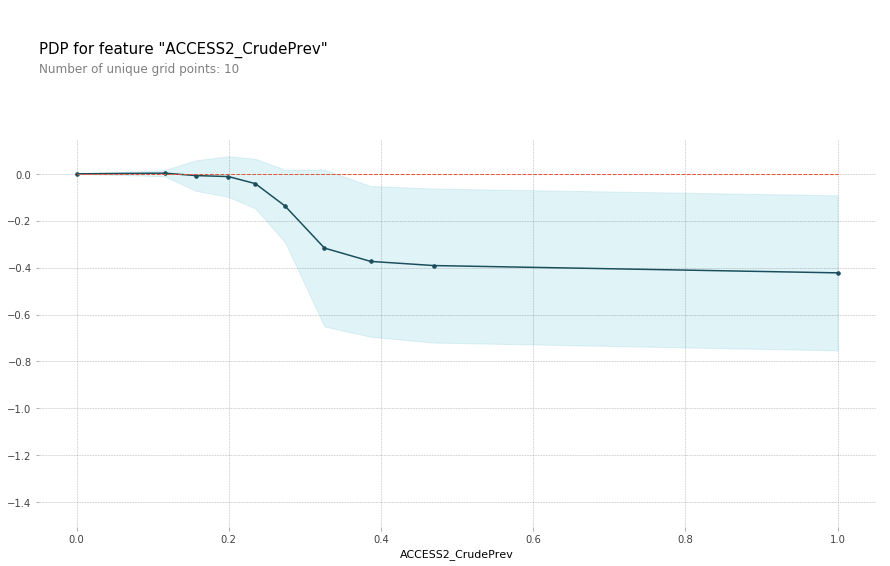 PDP for feature "ACCESS2_CrudePrev"
Number of unique grid points: 10
0.0
−0.2
−0.4
−0.6
−0.8
−1.0
−1.2
−1.4
0.0 0.2 0.4 0.6 0.8 1.0
ACCESS2_CrudePrev